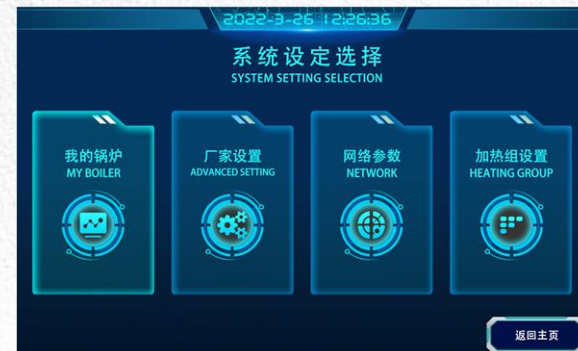 2022-3-26 12:26:36
系统设定选择
SYSTEM SETTING SELECTION
我的锅炉
MY BOILER
厂家设置
ADVANCED SETTING
网络参数
NETWORK
加热组设置
HEATING GROUP
返回主页